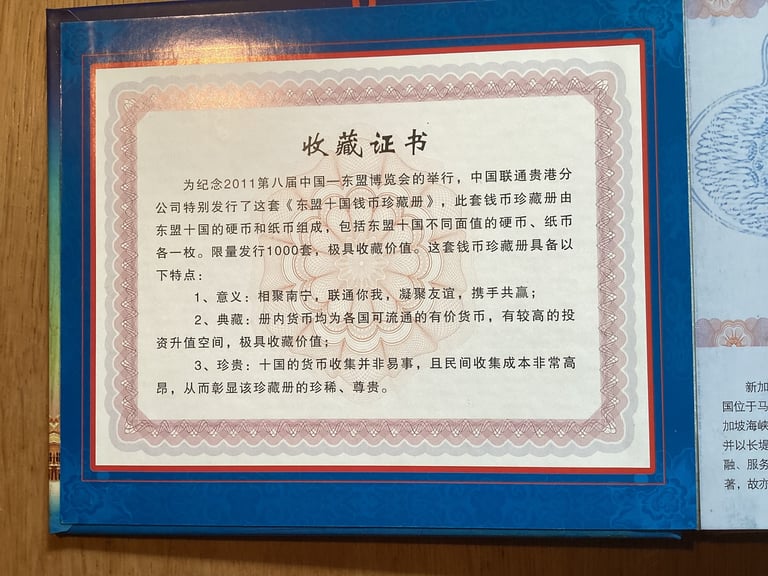 收藏证书
为纪念2011第八届中国—东盟博览会的举行，中国联通贵港分
公司特别发行了这套《东盟十国钱币珍藏册》，此套钱币珍藏册由
东盟十国的硬币和纸币组成，包括东盟十国不同面值的硬币、纸币
各一枚。限量发行1000套，极具收藏价值。这套钱币珍藏册具备以
下特点：
1、意义：相聚南宁，联通你我，凝聚友谊，携手共赢；
2、典藏：册内货币均为各国可流通的有价货币，有较高的投
资升值空间，极具收藏价值；
3、珍贵：十国的货币收集并非易事，且民间收集成本非常高
昂，从而彰显该珍藏册的珍稀、尊贵。
新加
国位于马
加坡海峡
并以长堤
融、服务
著，故亦